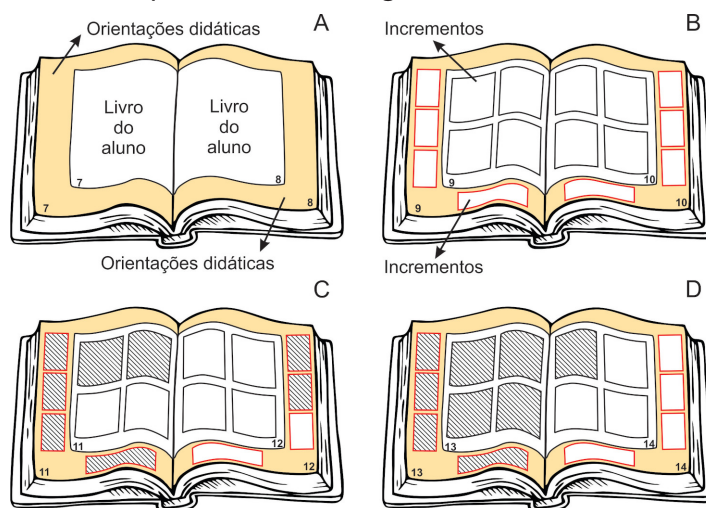 Orientações didáticas
A
Livro
do
aluno
Livro
do
aluno
7
8
7
8
Orientações didáticas
Incrementos
B
9
10
9
10
Incrementos
C
11
12
11
12
D
13
14
13
14